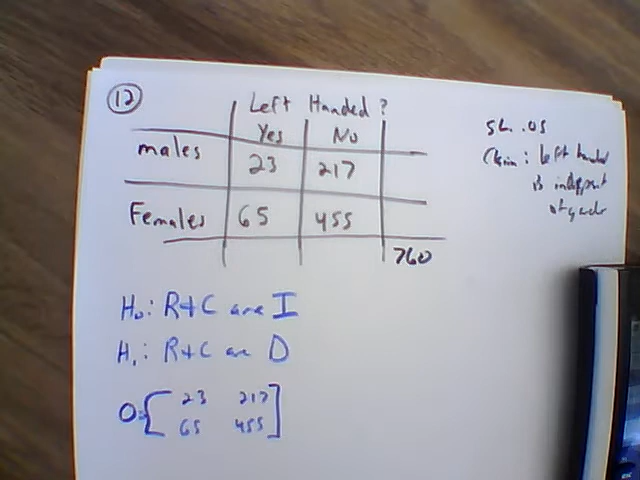 12
Left Handed ?
Yes No
males 23 217
Females 65 455
760
SL .05
Claim: Left handed
is indepent
of gender
H₀: R+C are I
H₁: R+C are D
O=[ 23 217
65 455 ]